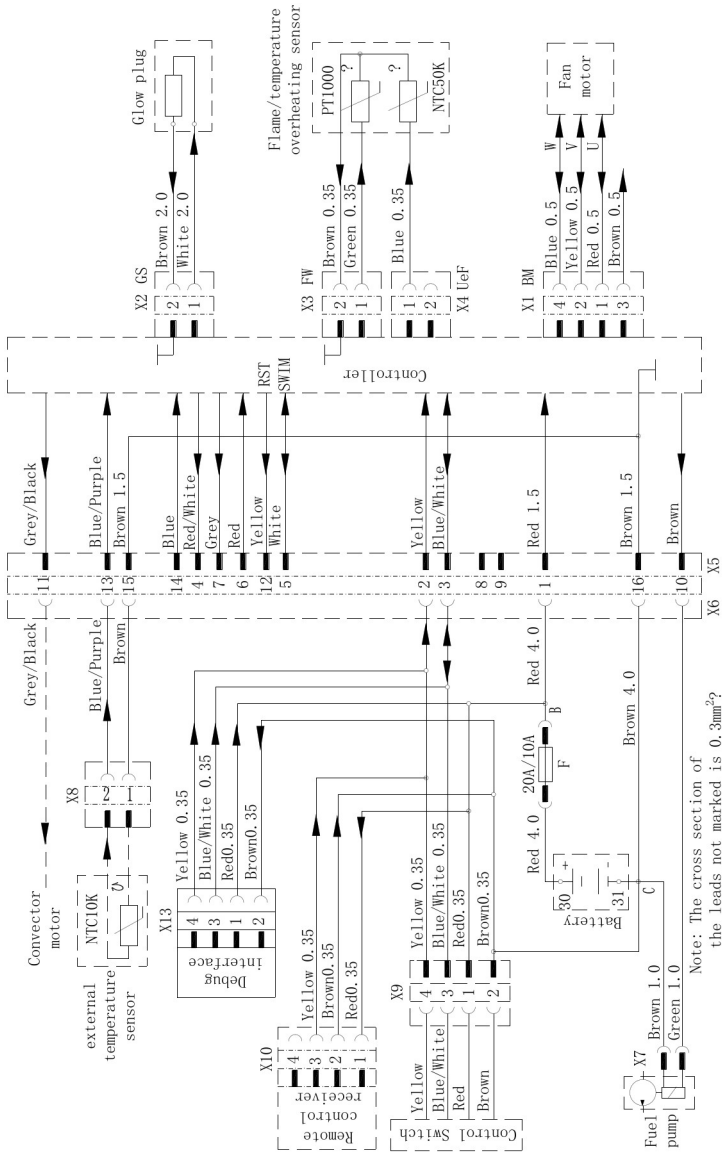 Glow plug
Brown 2.0
White 2.0
X2 GS
2
1
Flame/temperature
overheating sensor
PT1000
?
?
NTC50K
Brown 0.35
Green 0.35
Blue 0.35
X3 FW
2
1
1
2
X4 UeF
Fan
motor
W
V
U
Blue 0.5
Yellow 0.5
Red 0.5
Brown 0.5
X1 BM
4
2
1
3
Controller
RST
SWIM
Grey/Black
Blue/Purple
Brown 1.5
Blue
Red/White
Grey
Red
Yellow
White
Yellow
Blue/White
Red 1.5
Brown 1.5
Brown
X5
11
13
15
14
4
7
6
12
5
2
3
8
9
1
16
10
X6
Grey/Black
Blue/Purple
Brown
Red 4.0
Brown 4.0
Convector
motor
X8
2
1
external
temperature
sensor
NTC10K
Yellow 0.35
Blue/White 0.35
Red0.35
Brown0.35
X13
4
3
1
2
Debug
interface
Yellow 0.35
Brown0.35
Red0.35
X10
4
3
2
1
Remote
control
receiver
Yellow 0.35
Blue/White 0.35
Red0.35
Brown0.35
X9
4
3
1
2
Yellow
Blue/White
Red
Brown
Control Switch
B
20A/10A
F
Red 4.0
30
+
-
31
Battery
C
Brown 1.0
Green 1.0
X7
Fuel
pump
Note: The cross section of
the leads not marked is 0.3mm²?